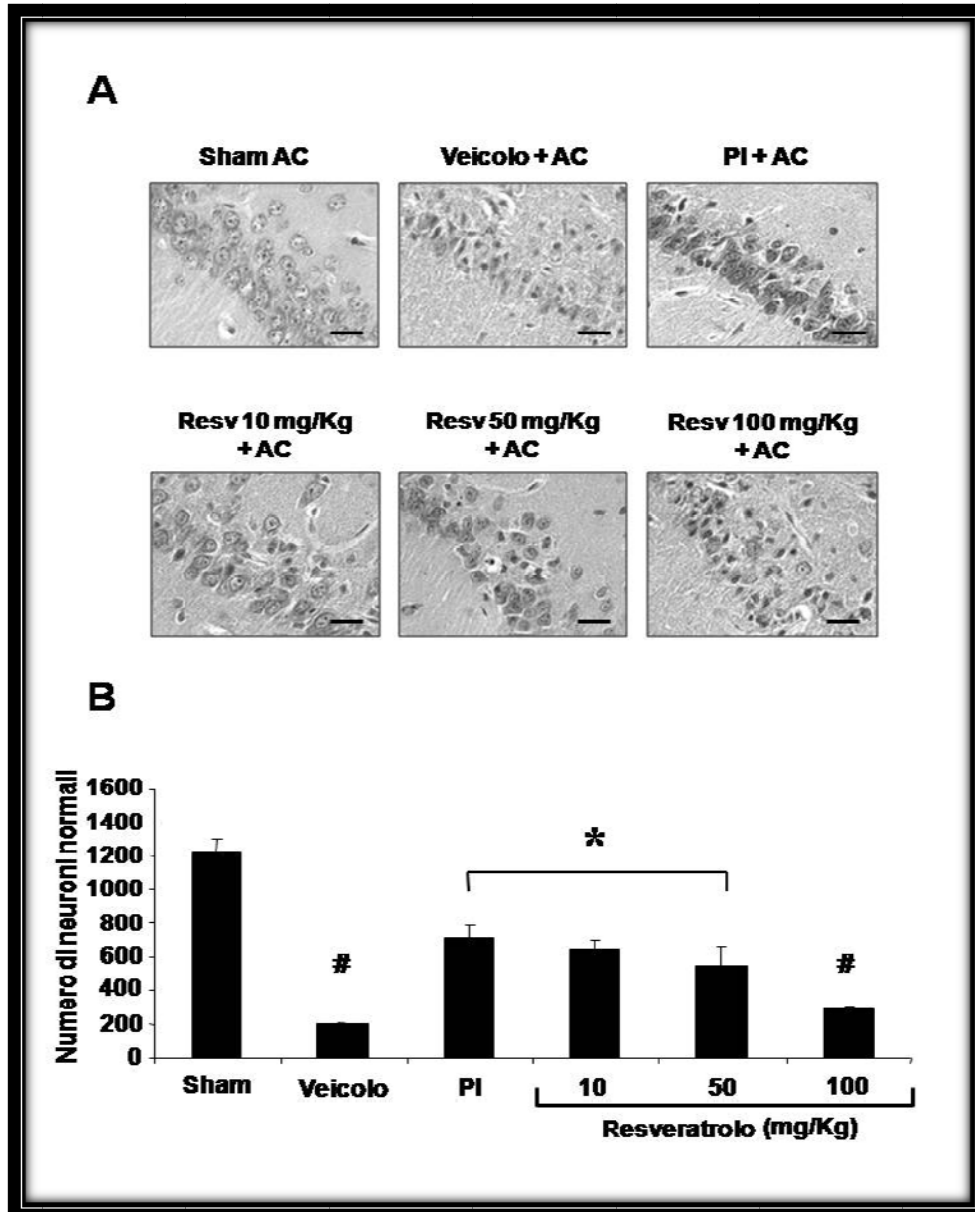 A
Sham AC
Veicolo + AC
PI + AC
Resv 10 mg/Kg
+ AC
Resv 50 mg/Kg
+ AC
Resv 100 mg/Kg
+ AC
B
Numero di neuroni normali
1600
1400
1200
1000
800
600
400
200
0
*
#
#
Sham
Veicolo
PI
10
50
100
Resveratrolo (mg/Kg)